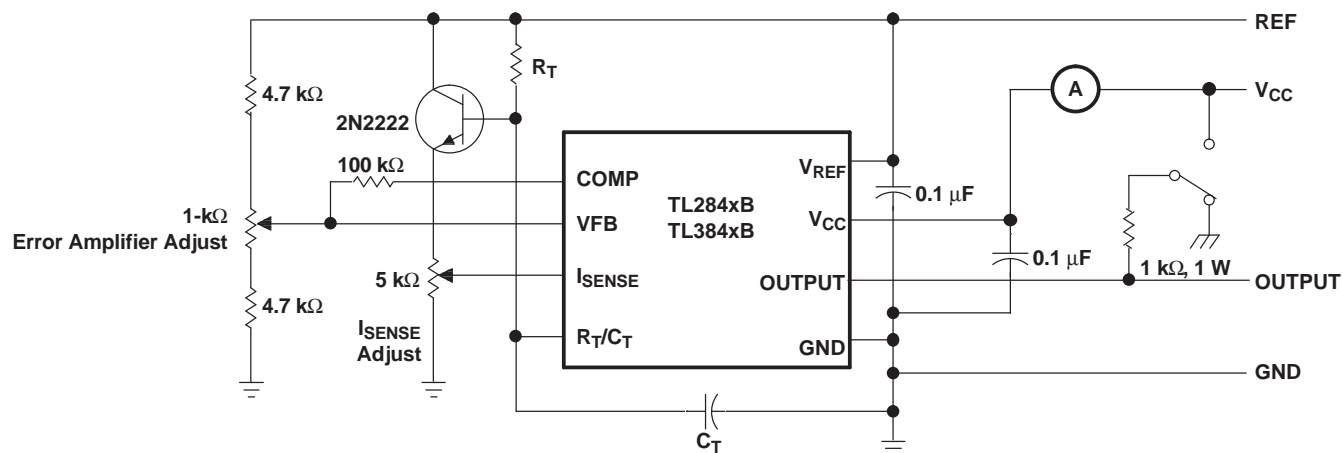 REF
R_T
A
V_CC
4.7 kΩ
2N2222
100 kΩ
COMP
TL284xB
TL384xB
V_REF
0.1 μF
1-kΩ
Error Amplifier Adjust
VFB
V_CC
5 kΩ
I_SENSE
0.1 μF
1 kΩ, 1 W
OUTPUT
OUTPUT
4.7 kΩ
I_SENSE
Adjust
R_T/C_T
GND
GND
C_T